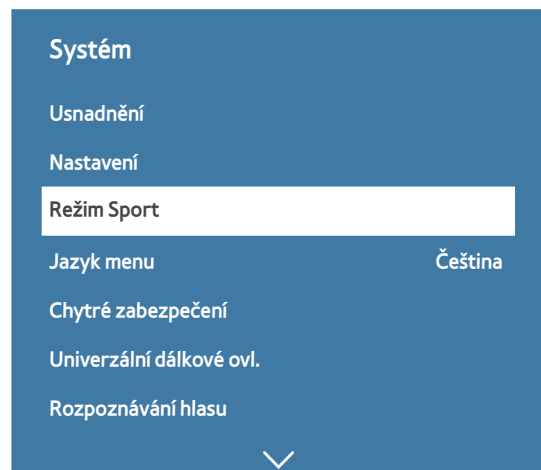 Systém
Usnadnění
Nastavení
Režim Sport
Jazyk menu Čeština
Chytré zabezpečení
Univerzální dálkové ovl.
Rozpoznávání hlasu